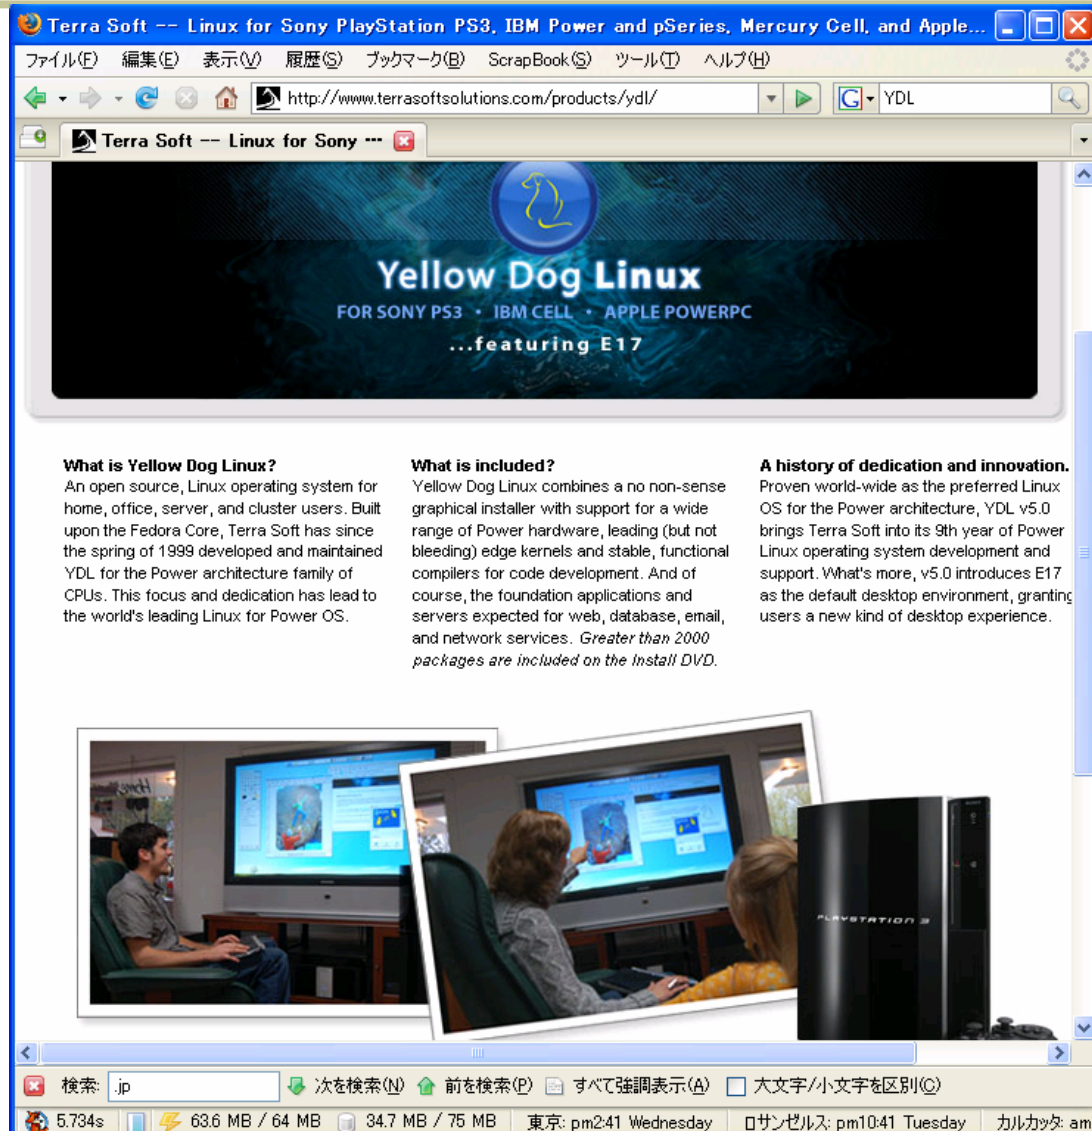 Terra Soft -- Linux for Sony PlayStation PS3, IBM Power and pSeries, Mercury Cell, and Apple...
ファイル(F) 編集(E) 表示(V) 履歴(S) ブックマーク(B) ScrapBook(S) ツール(T) ヘルプ(H)
http://www.terrasoftsolutions.com/products/ydl/
G YDL
Terra Soft -- Linux for Sony ...
Yellow Dog Linux
FOR SONY PS3 • IBM CELL • APPLE POWERPC
...featuring E17
What is Yellow Dog Linux?
An open source, Linux operating system for
home, office, server, and cluster users. Built
upon the Fedora Core, Terra Soft has since
the spring of 1999 developed and maintained
YDL for the Power architecture family of
CPUs. This focus and dedication has lead to
the world's leading Linux for Power OS.
What is included?
Yellow Dog Linux combines a no non-sense
graphical installer with support for a wide
range of Power hardware, leading (but not
bleeding) edge kernels and stable, functional
compilers for code development. And of
course, the foundation applications and
servers expected for web, database, email,
and network services. Greater than 2000
packages are included on the Install DVD.
A history of dedication and innovation.
Proven world-wide as the preferred Linux
OS for the Power architecture, YDL v5.0
brings Terra Soft into its 9th year of Power
Linux operating system development and
support. What's more, v5.0 introduces E17
as the default desktop environment, granting
users a new kind of desktop experience.
PLAYSTATION 3
検索: .jp 次を検索(N) 前を検索(P) すべて強調表示(A) 大文字/小文字を区別(C)
5.734s 63.6 MB / 64 MB 34.7 MB / 75 MB 東京: pm2:41 Wednesday ロサンゼルス: pm10:41 Tuesday カルカッタ: am